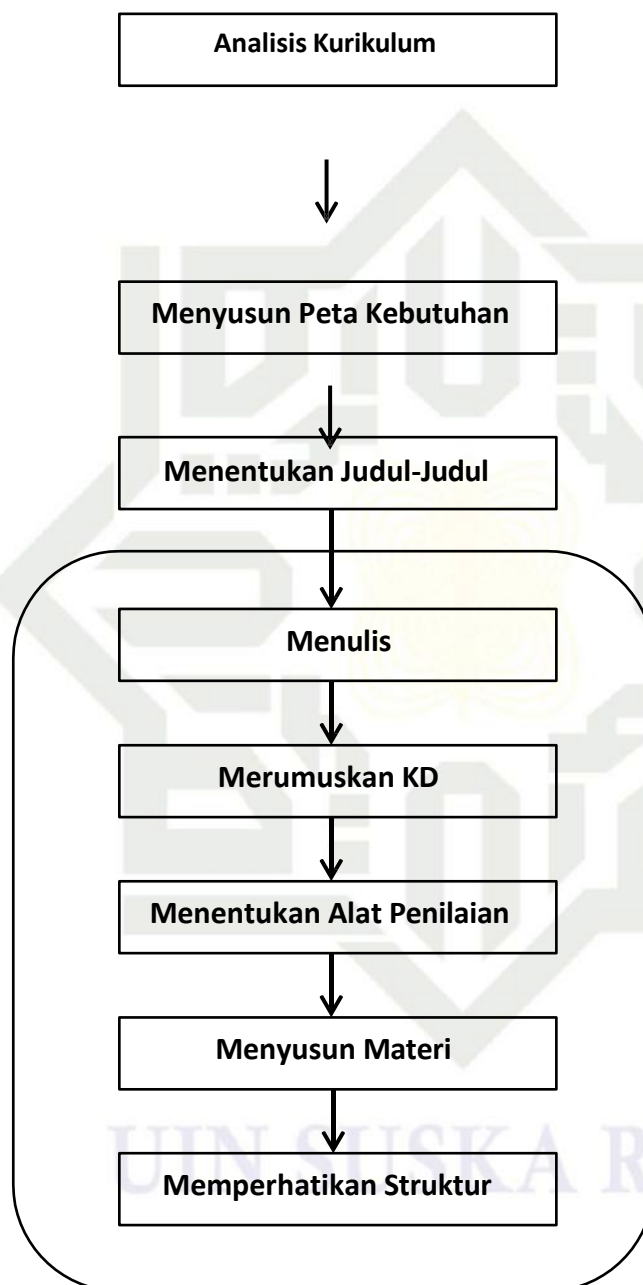 Analisis Kurikulum
Menyusun Peta Kebutuhan
Menentukan Judul-Judul
Menulis
Merumuskan KD
Menentukan Alat Penilaian
Menyusun Materi
UIN SUSKA R
Memperhatikan Struktur